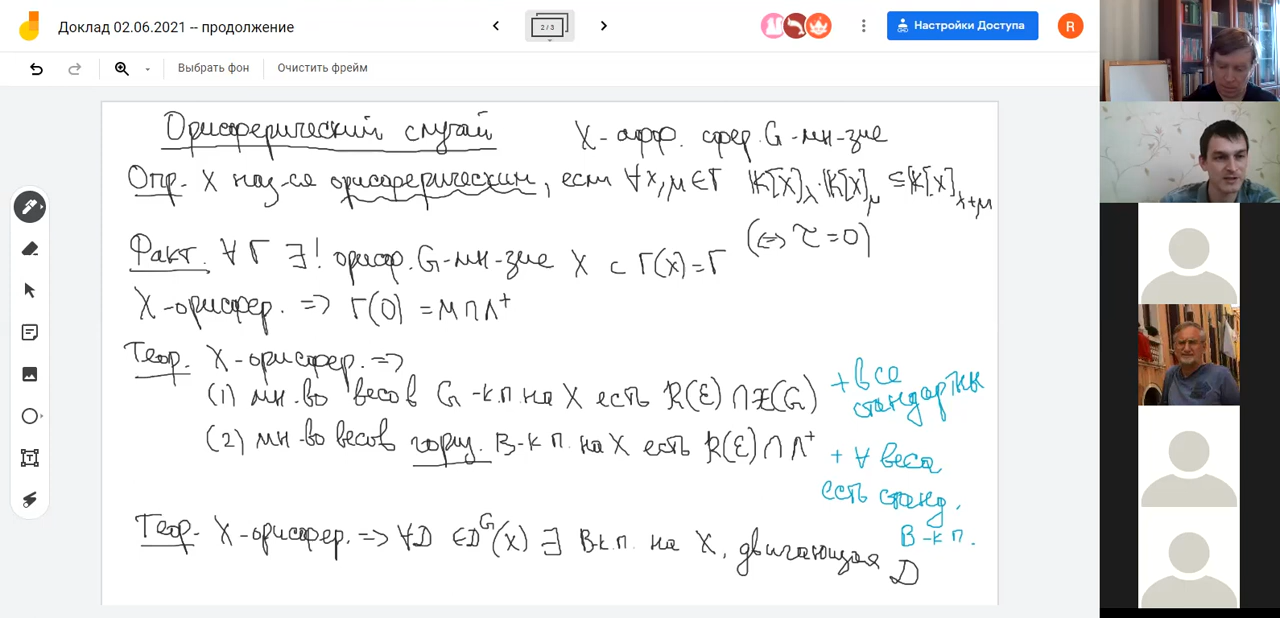 Доклад 02.06.2021 -- продолжение
2 / 3
Настройки Доступа
R
Выбрать фон
Очистить фрейм
Орисферический случай X - афф. сфер. G-мн-зие
Опр. X наз-ся орисферическим, если ∀ λ, μ ∈ Γ K[X]_λ · K[X]_μ ⊆ K[X]_{λ+μ}
(⇔ τ = 0)
Факт. ∀ Γ ∃! орисф. G-мн-зие X с Γ(X) = Γ
X-орисфер. ⇒ Γ(O) = M ∩ Λ⁺
Теор. X-орисфер. ⇒
(1) мн-во весов G-к.п. на X есть R(E) ∩ X(G)
+ все
стандартны
(2) мн-во весов гориз. B-к.п. на X есть R(E) ∩ Λ⁺
+ ∀ веса
есть станд.
B-к.п.
Теор. X-орисфер. ⇒ ∀D ∈ D^G(X) ∃ B-к.п. на X, двигающая
D